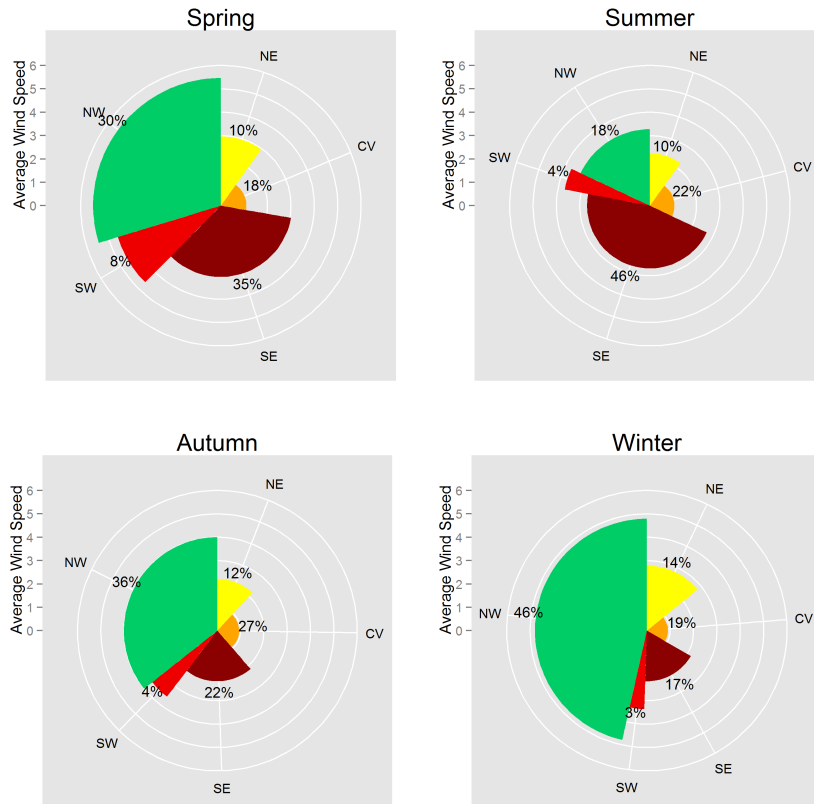 Spring
Average Wind Speed
6
5
4
3
2
1
0
NE
NW
30%
10%
CV
18%
8%
SW
35%
SE
Summer
Average Wind Speed
6
5
4
3
2
1
0
NE
NW
18%
10%
SW
4%
CV
22%
46%
SE
Autumn
Average Wind Speed
6
5
4
3
2
1
0
NE
NW
36%
12%
27%
CV
4%
22%
SW
SE
Winter
Average Wind Speed
6
5
4
3
2
1
0
NE
14%
NW
46%
CV
19%
17%
3%
SE
SW